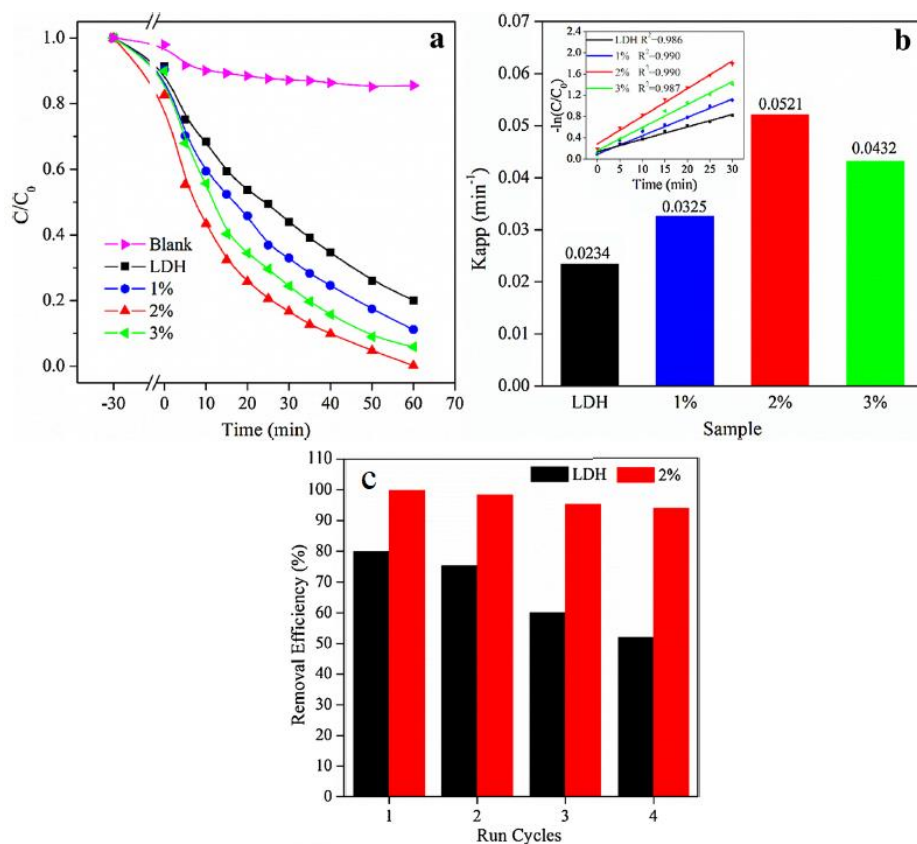 a
1.0
0.8
0.6
0.4
0.2
0.0
C/C₀
Blank
LDH
1%
2%
3%
-30
0
10
20
30
40
50
60
70
Time (min)
b
0.07
0.06
0.05
0.04
0.03
0.02
0.01
0.00
Kapp (min⁻¹)
LDH R²=0.986
1% R²=0.990
2% R²=0.990
3% R²=0.987
2.4
2.0
1.6
1.2
0.8
0.4
0.0
-ln(C/C₀)
0 5 10 15 20 25 30
Time (min)
0.0234
0.0325
0.0521
0.0432
LDH 1% 2% 3%
Sample
c
LDH 2%
110
100
90
80
70
60
50
40
30
20
10
0
Removal Efficiency (%)
1 2 3 4
Run Cycles